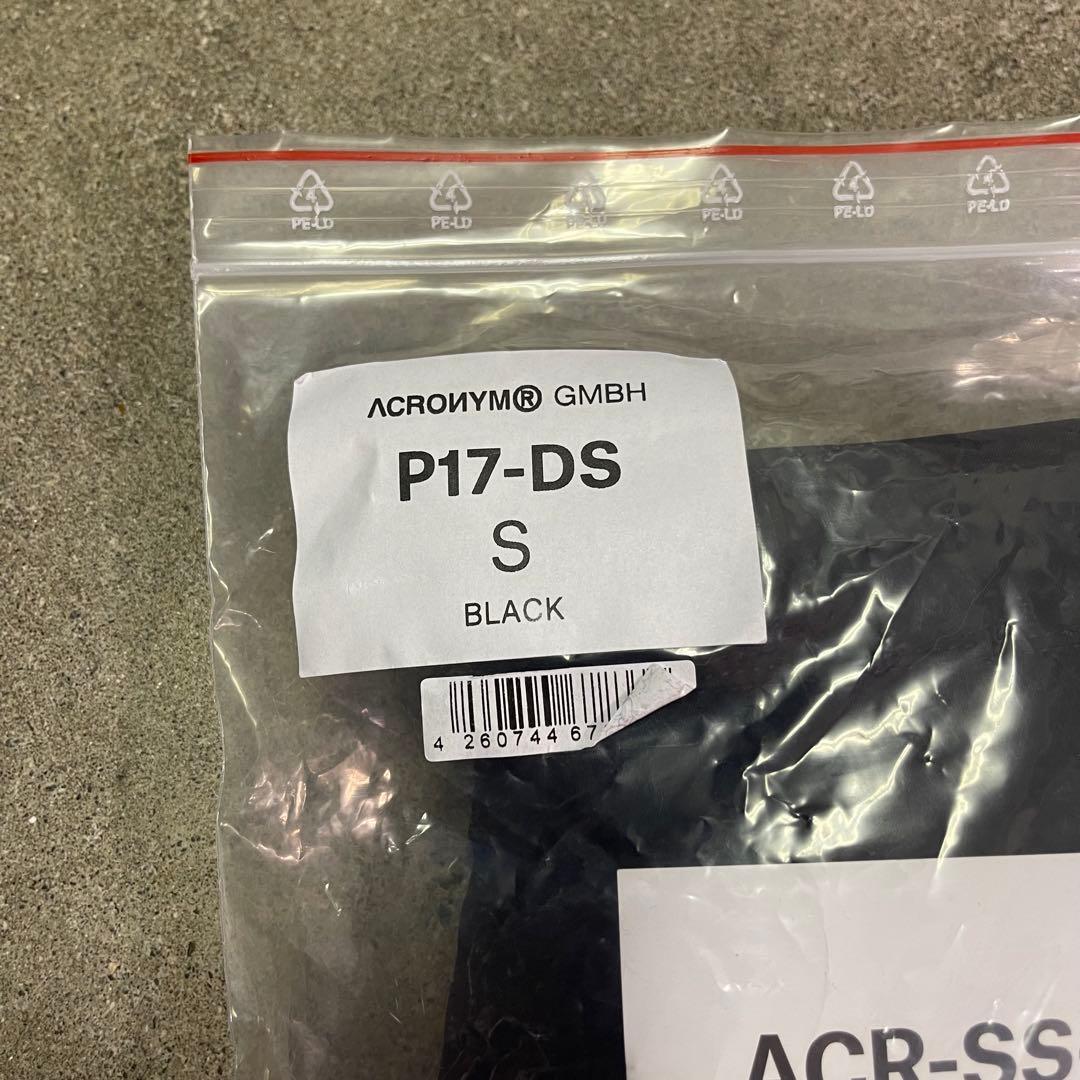 PE-LD PE-LD PE-LD PE-LD PE-LD PE-LD
ΛCROИYM® GMBH
P17-DS
S
BLACK
4 260744 67
ACR-SS